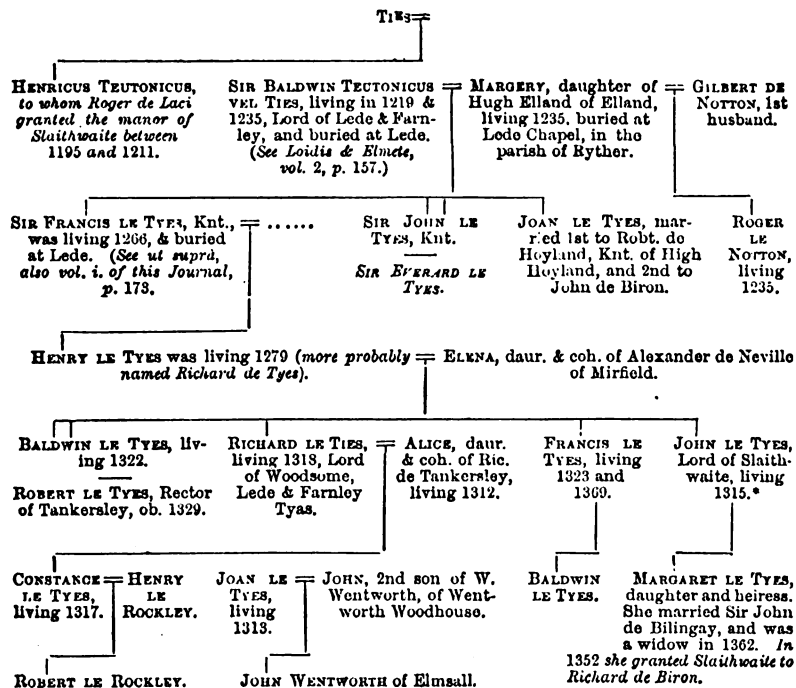 TIES
HENRICUS TEUTONICUS,
to whom Roger de Laci
granted the manor of
Slaithwaite between
1195 and 1211.
SIR BALDWIN TEUTONICUS
VEL TIES, living in 1219 &
1235, Lord of Lede & Farn-
ley, and buried at Lede.
(See Loidis & Elmete,
vol. 2, p. 157.)
MARGERY, daughter of
Hugh Elland of Elland,
living 1235. buried at
Lede Chapel, in the
parish of Ryther.
GILBERT DE
NOTTON, 1st
husband.
SIR FRANCIS LE TYES, Knt.,
was living 1266, & buried
at Lede. (See ut suprà,
also vol. i. of this Journal,
p. 173.
......
SIR JOHN LE
TYES, Knt.
SIR EVERARD LE
TYES.
JOAN LE TYES, mar-
ried 1st to Robt. de
Hoyland, Knt. of High
Hoyland, and 2nd to
John de Biron.
ROGER
LE
NOTTON,
living
1235.
HENRY LE TYES was living 1279 (more probably
named Richard de Tyes).
ELENA, daur. & coh. of Alexander de Neville
of Mirfield.
BALDWIN LE TYES, liv-
ing 1322.
ROBERT LE TYES, Rector
of Tankersley, ob. 1329.
RICHARD LE TIES,
living 1318, Lord
of Woodsume,
Lede & Farnley
Tyas.
ALICE, daur.
& coh. of Ric.
de Tankersley,
living 1312.
FRANCIS LE
TYES, living
1323 and
1369.
JOHN LE TYES,
Lord of Slaith-
waite, living
1315.*
CONSTANCE
LE TYES,
living 1317.
HENRY
LE
ROCKLEY.
JOAN LE
TYES,
living
1313.
JOHN, 2nd son of W.
Wentworth, of Went-
worth Woodhouse.
BALDWIN
LE TYES.
MARGARET LE TYES,
daughter and heiress.
She married Sir John
de Bilingay, and was
a widow in 1362. In
1352 she granted Slaithwaite to
Richard de Biron.
ROBERT LE ROCKLEY.
JOHN WENTWORTH of Elmsall.